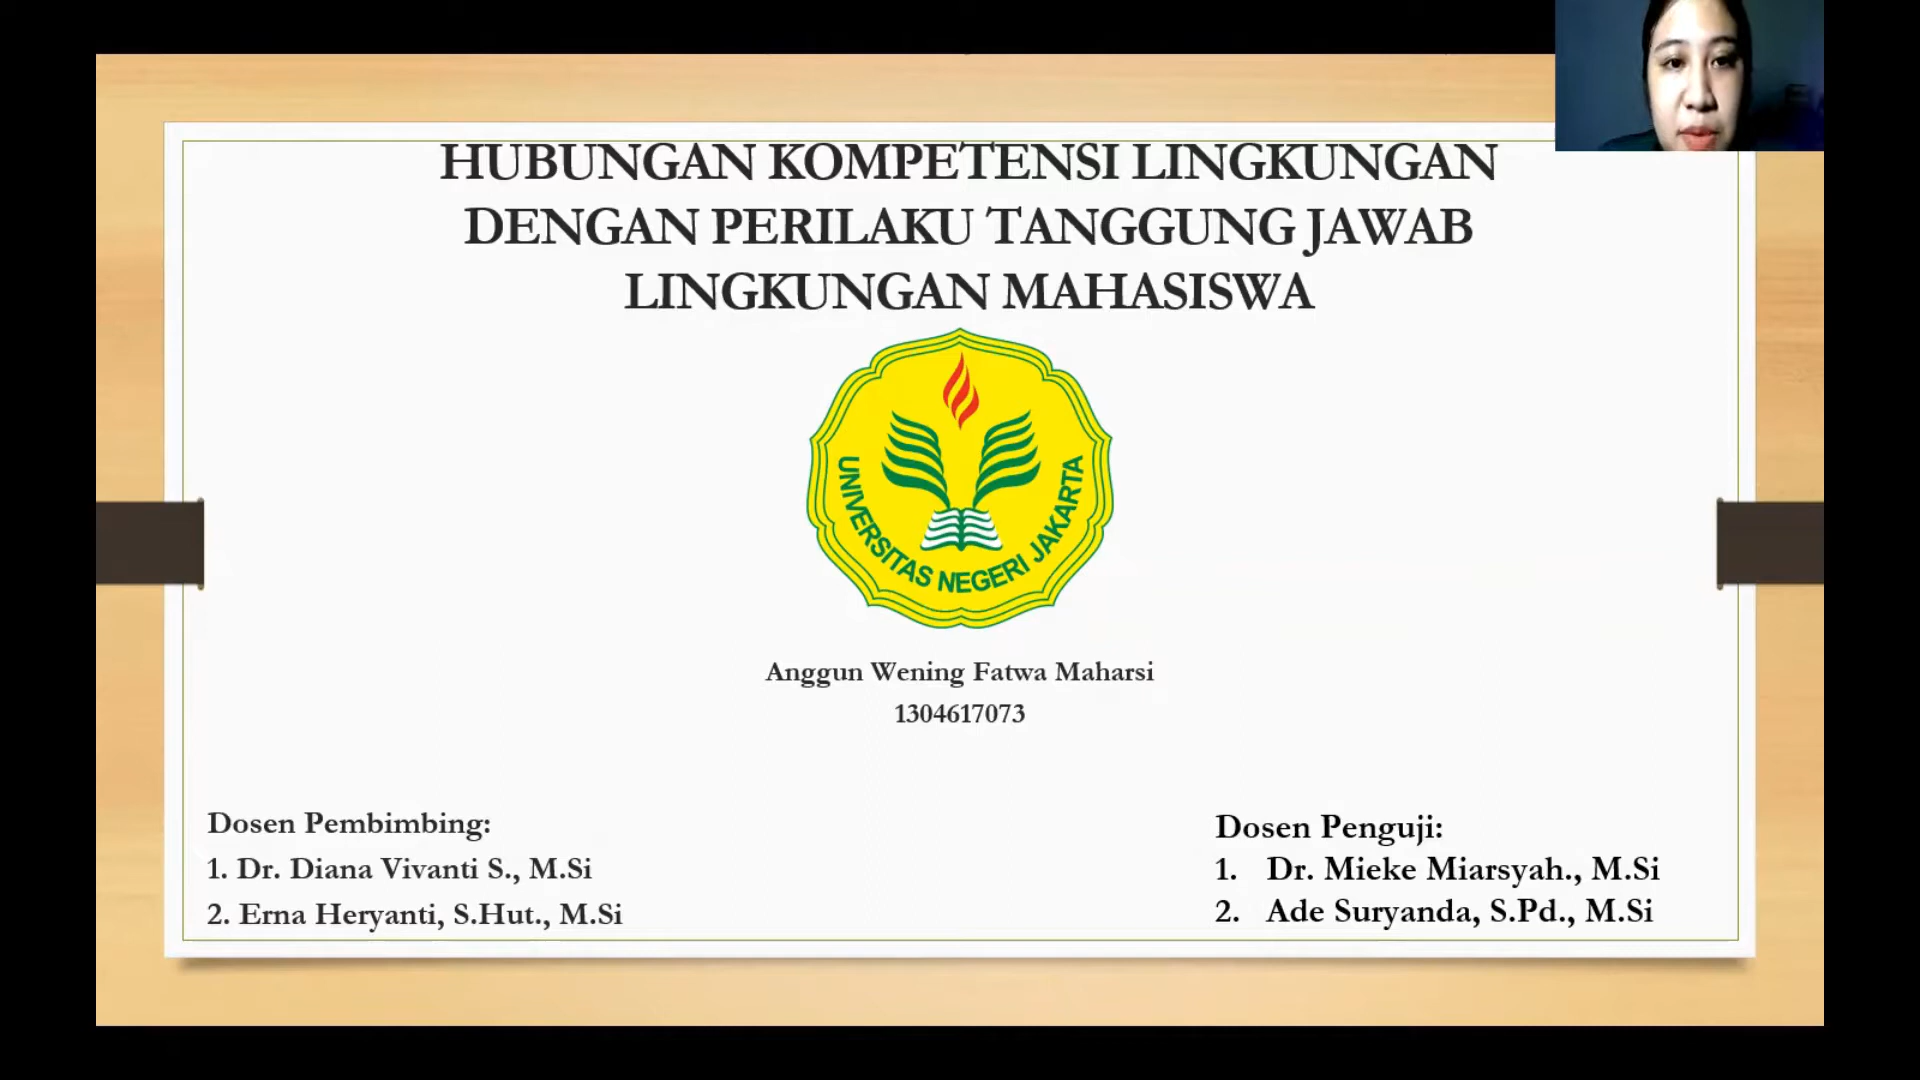 HUBUNGAN KOMPETENSI LINGKUNGAN
DENGAN PERILAKU TANGGUNG JAWAB
LINGKUNGAN MAHASISWA
UNIVERSITAS NEGERI JAKARTA
Anggun Wening Fatwa Maharsi
1304617073
Dosen Pembimbing:
1. Dr. Diana Vivanti S., M.Si
2. Erna Heryanti, S.Hut., M.Si
Dosen Penguji:
1. Dr. Mieke Miarsyah., M.Si
2. Ade Suryanda, S.Pd., M.Si